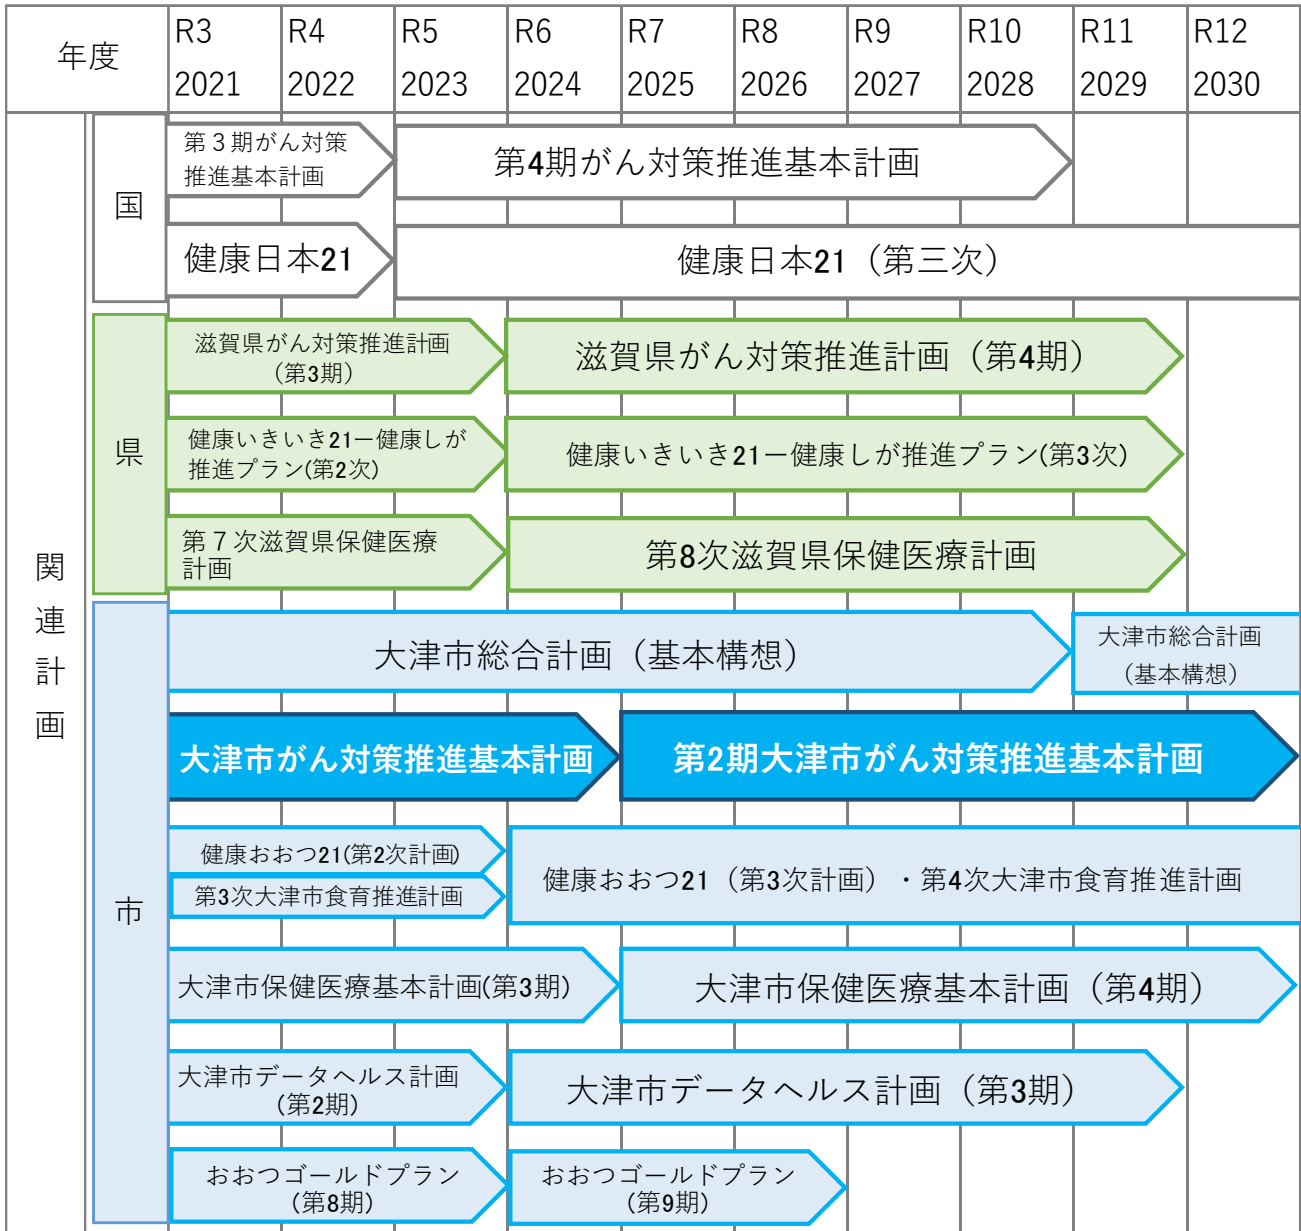 年度
R3
2021
R4
2022
R5
2023
R6
2024
R7
2025
R8
2026
R9
2027
R10
2028
R11
2029
R12
2030
関連計画
国
第３期がん対策
推進基本計画
第4期がん対策推進基本計画
健康日本21
健康日本21（第三次）
県
滋賀県がん対策推進計画
(第3期)
滋賀県がん対策推進計画（第4期）
健康いきいき21ー健康しが
推進プラン(第2次)
健康いきいき21ー健康しが推進プラン(第3次)
第７次滋賀県保健医療
計画
第8次滋賀県保健医療計画
市
大津市総合計画（基本構想）
大津市総合計画
（基本構想）
大津市がん対策推進基本計画
第2期大津市がん対策推進基本計画
健康おおつ21(第2次計画)
第3次大津市食育推進計画
健康おおつ21（第3次計画）・第4次大津市食育推進計画
大津市保健医療基本計画(第3期)
大津市保健医療基本計画（第4期）
大津市データヘルス計画
(第2期)
大津市データヘルス計画（第3期）
おおつゴールドプラン
(第8期)
おおつゴールドプラン
(第9期)